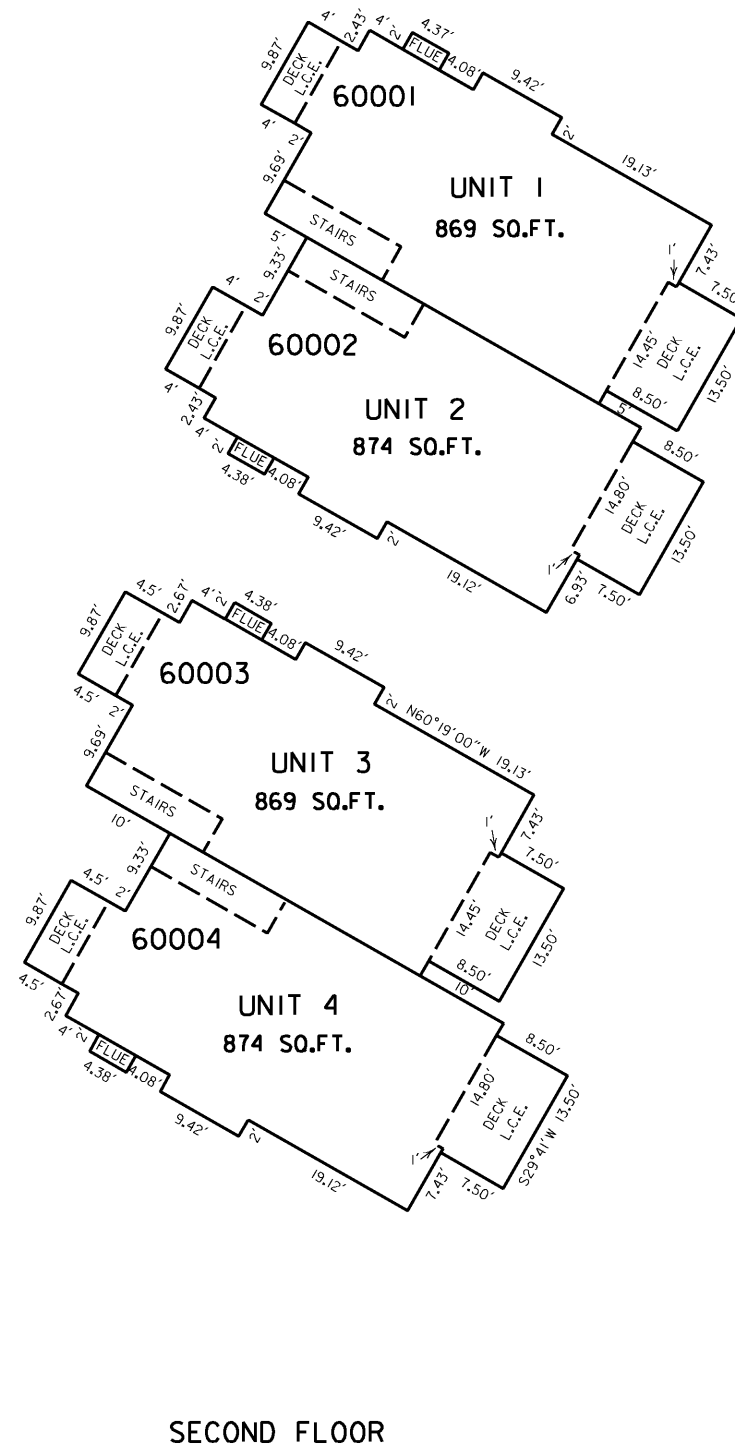 4'
2.43'
4'
2'
4.37'
FLUE
4.08'
9.42'
2'
19.13'
9.87'
DECK
L.C.E.
60001
4'
2'
9.69'
UNIT 1
869 SQ.FT.
STAIRS
1'
7.43'
7.50'
14.45'
DECK
L.C.E.
13.50'
8.50'
5'
5'
9.33'
STAIRS
4'
2'
9.87'
DECK
L.C.E.
60002
UNIT 2
874 SQ.FT.
4'
2.43'
4'
2'
FLUE
4.38'
4.08'
9.42'
2'
19.12'
8.50'
14.80'
DECK
L.C.E.
13.50'
1'
6.93'
7.50'
4.5'
2.67'
4'
2'
4.38'
FLUE
4.08'
9.42'
2'
N60°19'00"W 19.13'
9.87'
DECK
L.C.E.
60003
4.5'
2'
9.69'
UNIT 3
869 SQ.FT.
STAIRS
1'
7.43'
7.50'
14.45'
DECK
L.C.E.
13.50'
8.50'
10'
10'
9.33'
STAIRS
4.5'
2'
9.87'
DECK
L.C.E.
60004
UNIT 4
874 SQ.FT.
4.5'
2.67'
4'
2'
FLUE
4.38'
4.08'
9.42'
2'
19.12'
8.50'
14.80'
DECK
L.C.E.
S29°41'W 13.50'
1'
7.43'
7.50'
SECOND FLOOR